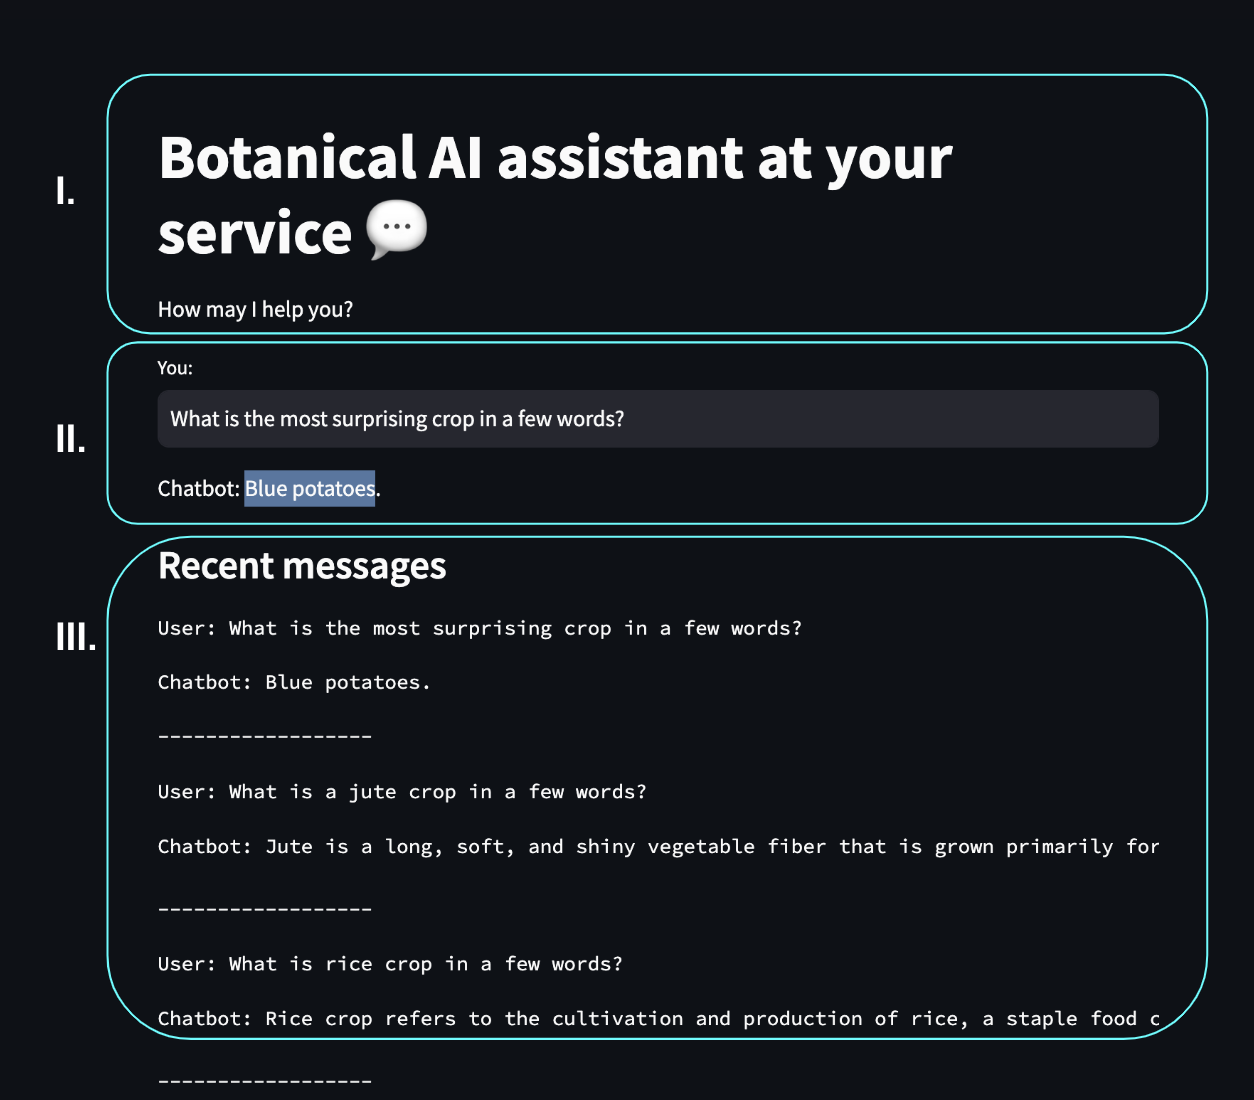 I.
Botanical AI assistant at your
service 💬
How may I help you?
II.
You:
What is the most surprising crop in a few words?
Chatbot: Blue potatoes.
III.
Recent messages
User: What is the most surprising crop in a few words?
Chatbot: Blue potatoes.
------------------
User: What is a jute crop in a few words?
Chatbot: Jute is a long, soft, and shiny vegetable fiber that is grown primarily for
------------------
User: What is rice crop in a few words?
Chatbot: Rice crop refers to the cultivation and production of rice, a staple food c
------------------